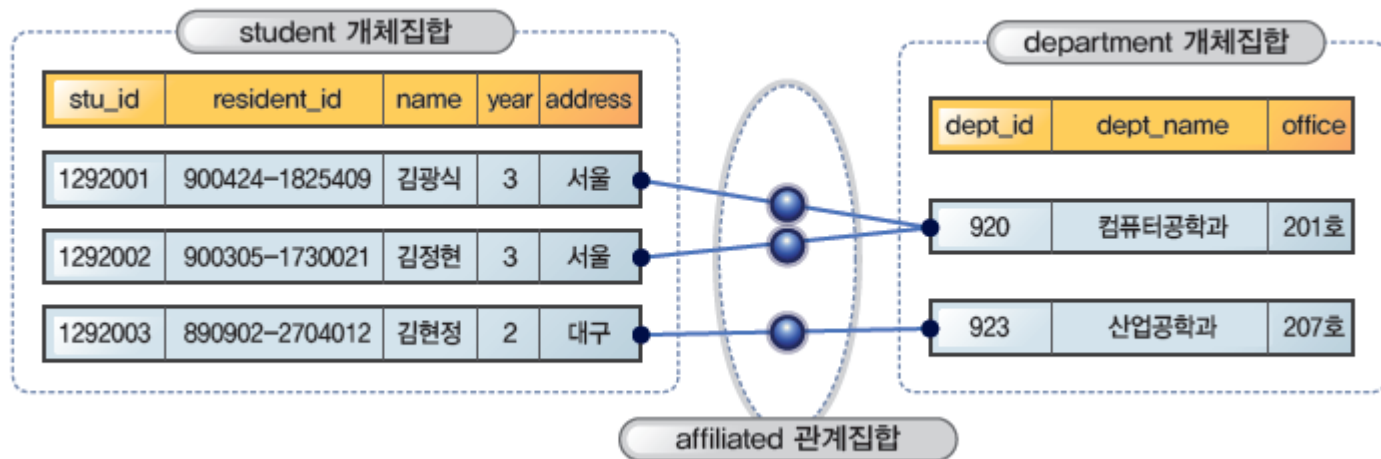 student 개체집합
stu_id resident_id name year address
1292001 900424-1825409 김광식 3 서울
1292002 900305-1730021 김정현 3 서울
1292003 890902-2704012 김현정 2 대구
department 개체집합
dept_id dept_name office
920 컴퓨터공학과 201호
923 산업공학과 207호
affiliated 관계집합